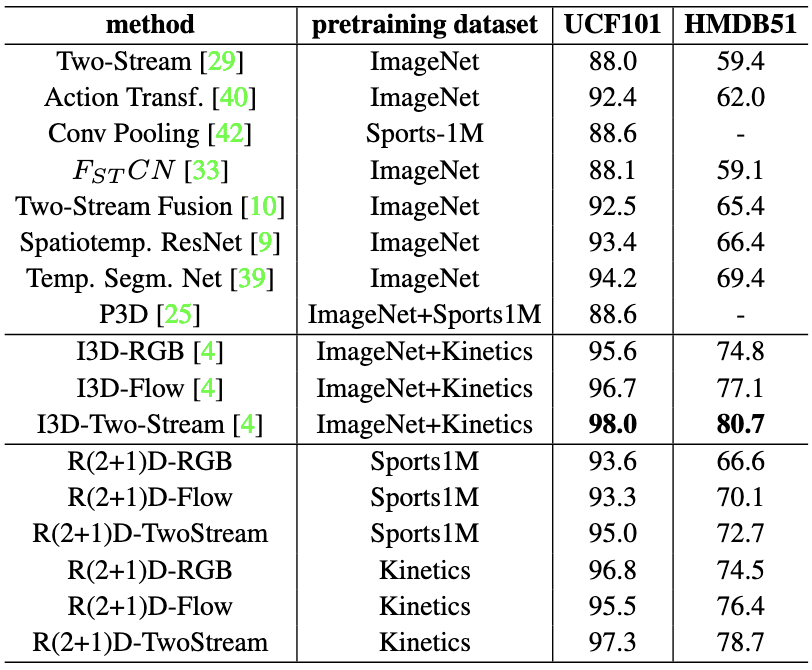 method pretraining dataset UCF101 HMDB51
Two-Stream [29] ImageNet 88.0 59.4
Action Transf. [40] ImageNet 92.4 62.0
Conv Pooling [42] Sports-1M 88.6 -
F_{ST}CN [33] ImageNet 88.1 59.1
Two-Stream Fusion [10] ImageNet 92.5 65.4
Spatiotemp. ResNet [9] ImageNet 93.4 66.4
Temp. Segm. Net [39] ImageNet 94.2 69.4
P3D [25] ImageNet+Sports1M 88.6 -
I3D-RGB [4] ImageNet+Kinetics 95.6 74.8
I3D-Flow [4] ImageNet+Kinetics 96.7 77.1
I3D-Two-Stream [4] ImageNet+Kinetics 98.0 80.7
R(2+1)D-RGB Sports1M 93.6 66.6
R(2+1)D-Flow Sports1M 93.3 70.1
R(2+1)D-TwoStream Sports1M 95.0 72.7
R(2+1)D-RGB Kinetics 96.8 74.5
R(2+1)D-Flow Kinetics 95.5 76.4
R(2+1)D-TwoStream Kinetics 97.3 78.7